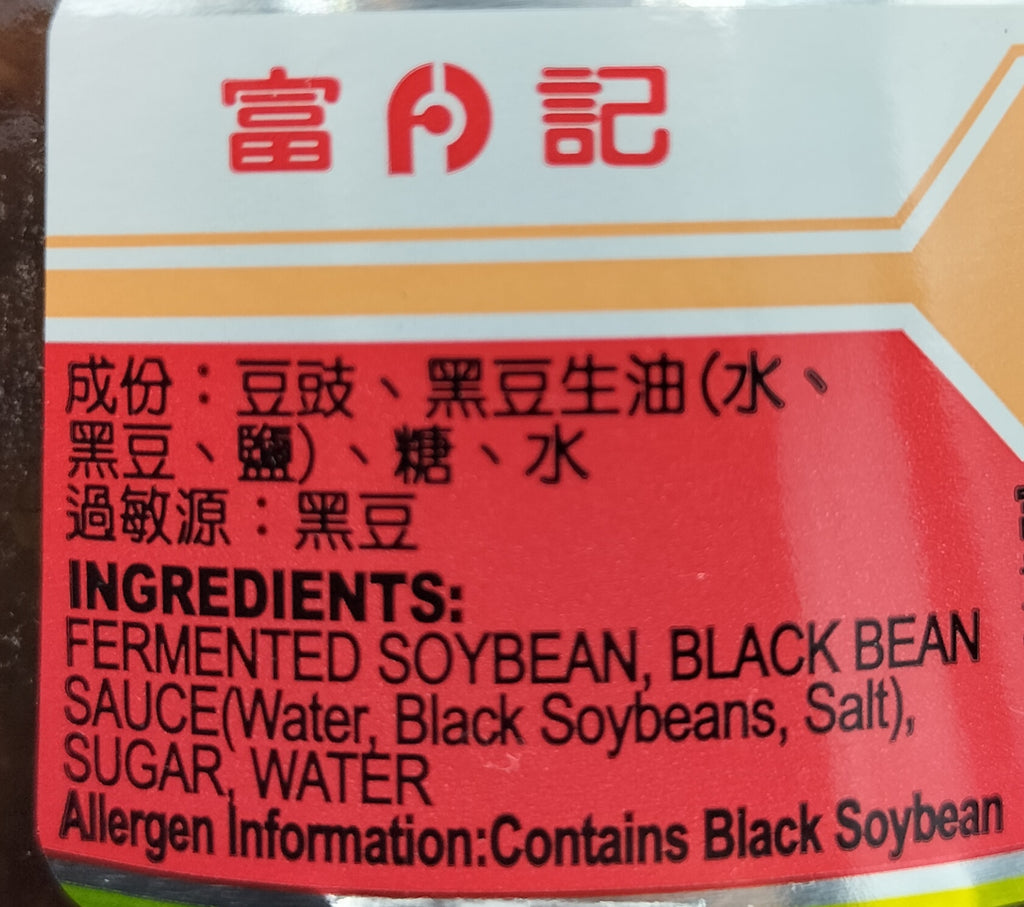 富 記
成份：豆豉、黑豆生油(水、
黑豆、鹽)、糖、水
過敏源：黑豆
INGREDIENTS:
FERMENTED SOYBEAN, BLACK BEAN
SAUCE(Water, Black Soybeans, Salt),
SUGAR, WATER
Allergen Information:Contains Black Soybean